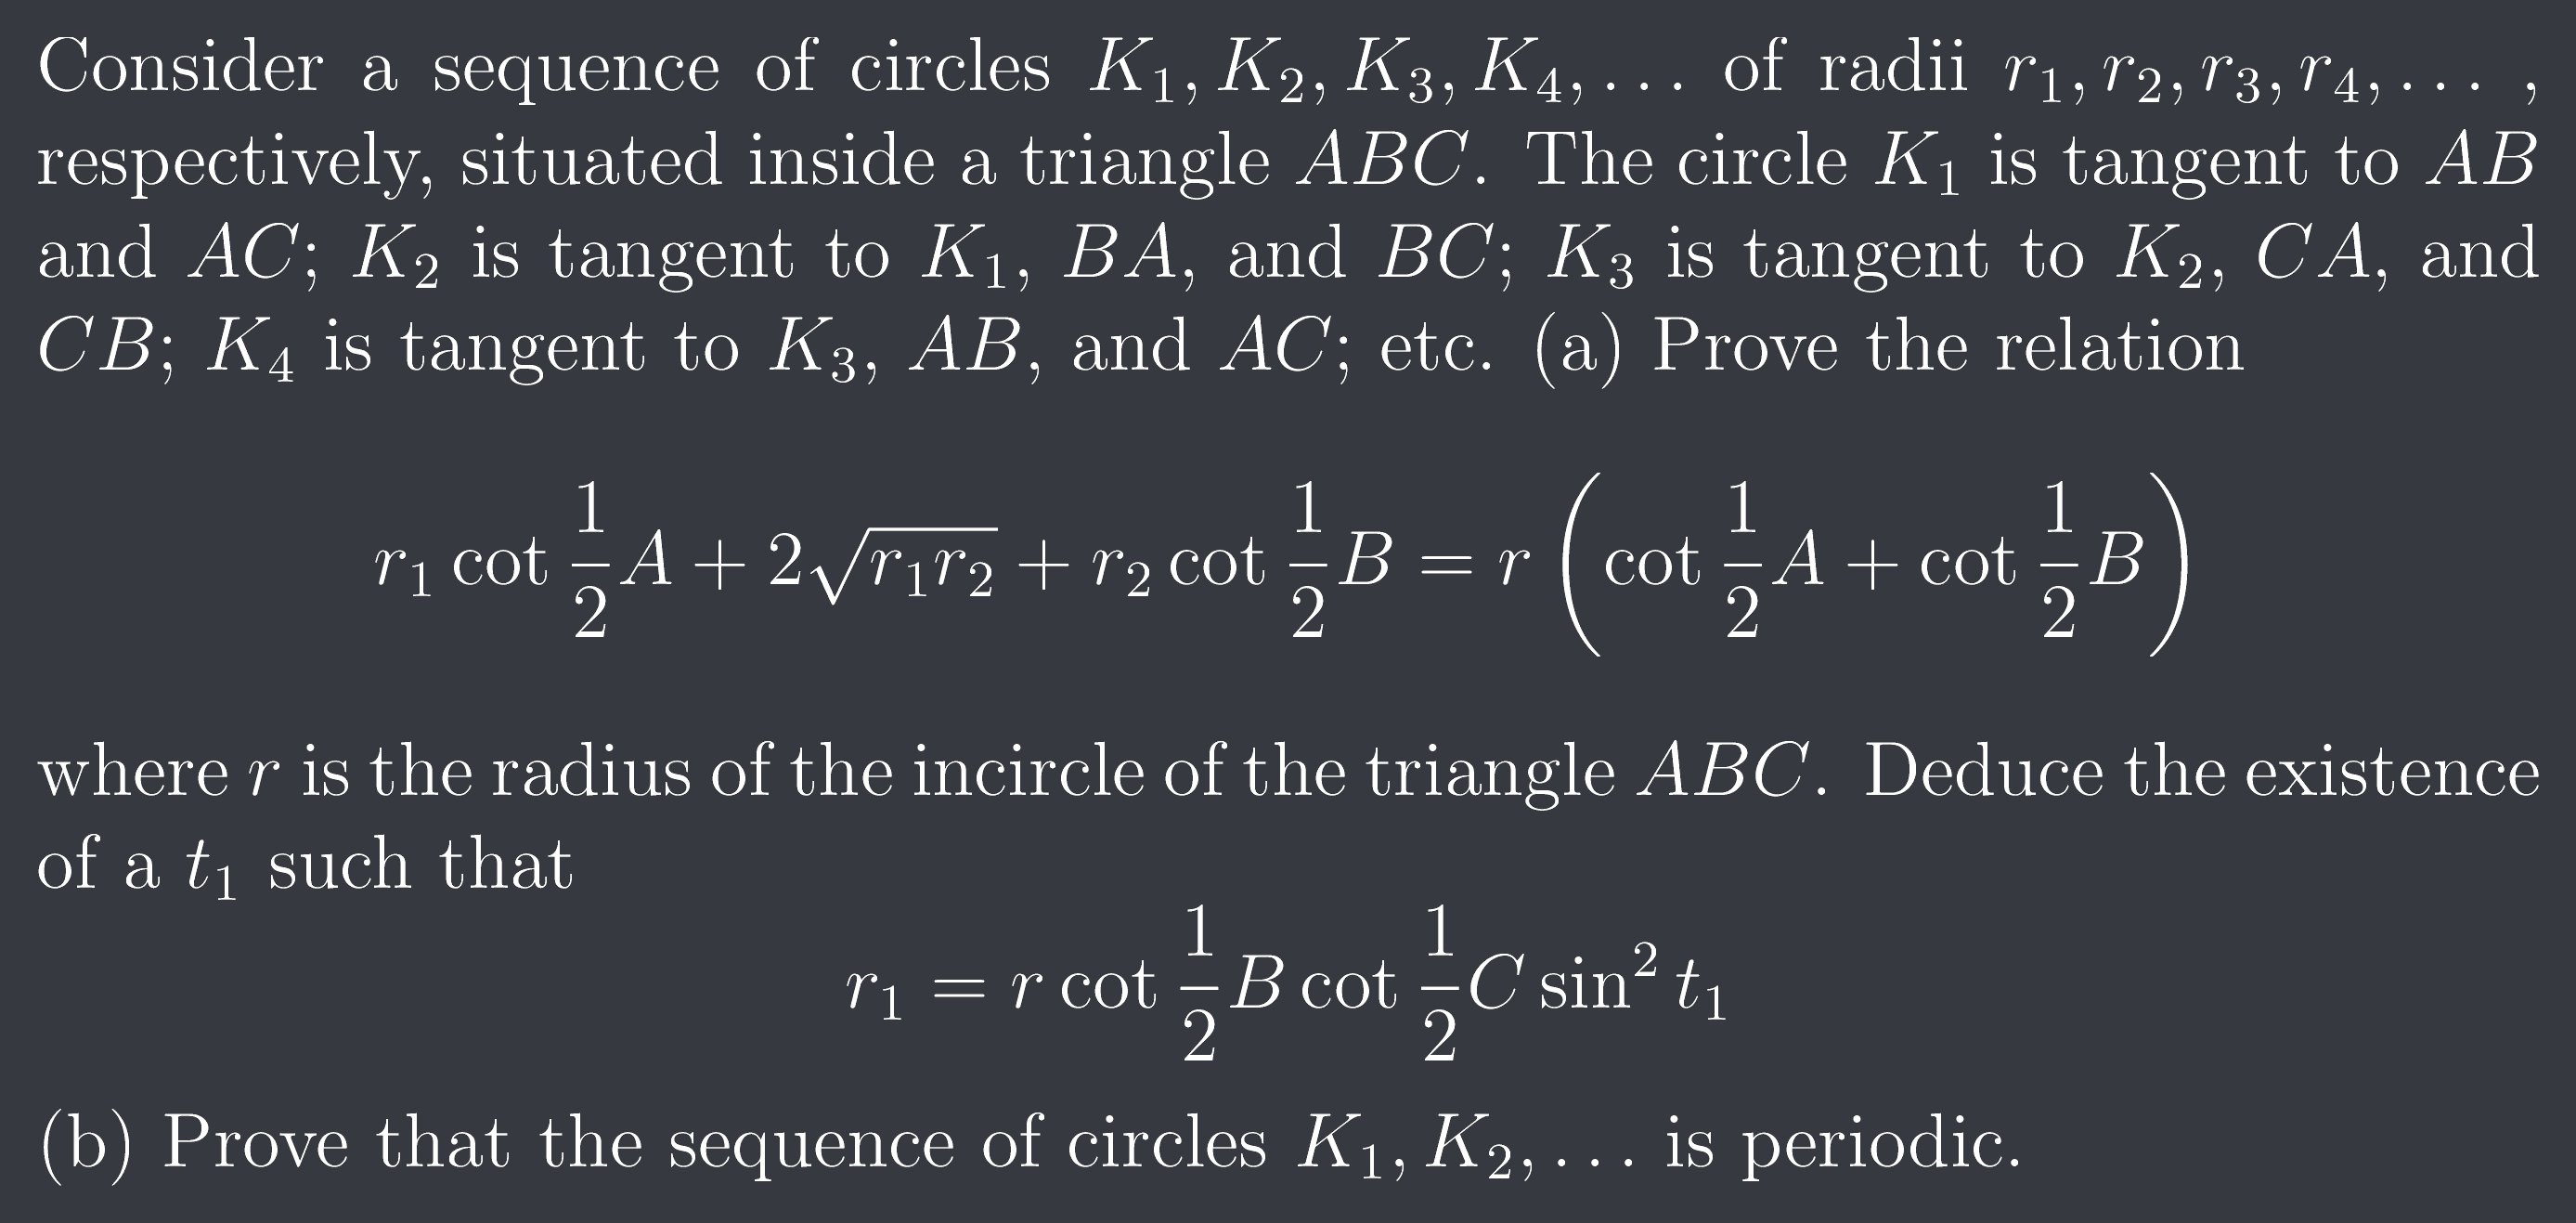 Consider a sequence of circles K₁, K₂, K₃, K₄, . . . of radii r₁, r₂, r₃, r₄, . . . ,
respectively, situated inside a triangle ABC. The circle K₁ is tangent to AB
and AC; K₂ is tangent to K₁, BA, and BC; K₃ is tangent to K₂, CA, and
CB; K₄ is tangent to K₃, AB, and AC; etc. (a) Prove the relation
r₁ cot ½A + 2√(r₁r₂) + r₂ cot ½B = r (cot ½A + cot ½B)
where r is the radius of the incircle of the triangle ABC. Deduce the existence
of a t₁ such that
r₁ = r cot ½B cot ½C sin² t₁
(b) Prove that the sequence of circles K₁, K₂, . . . is periodic.